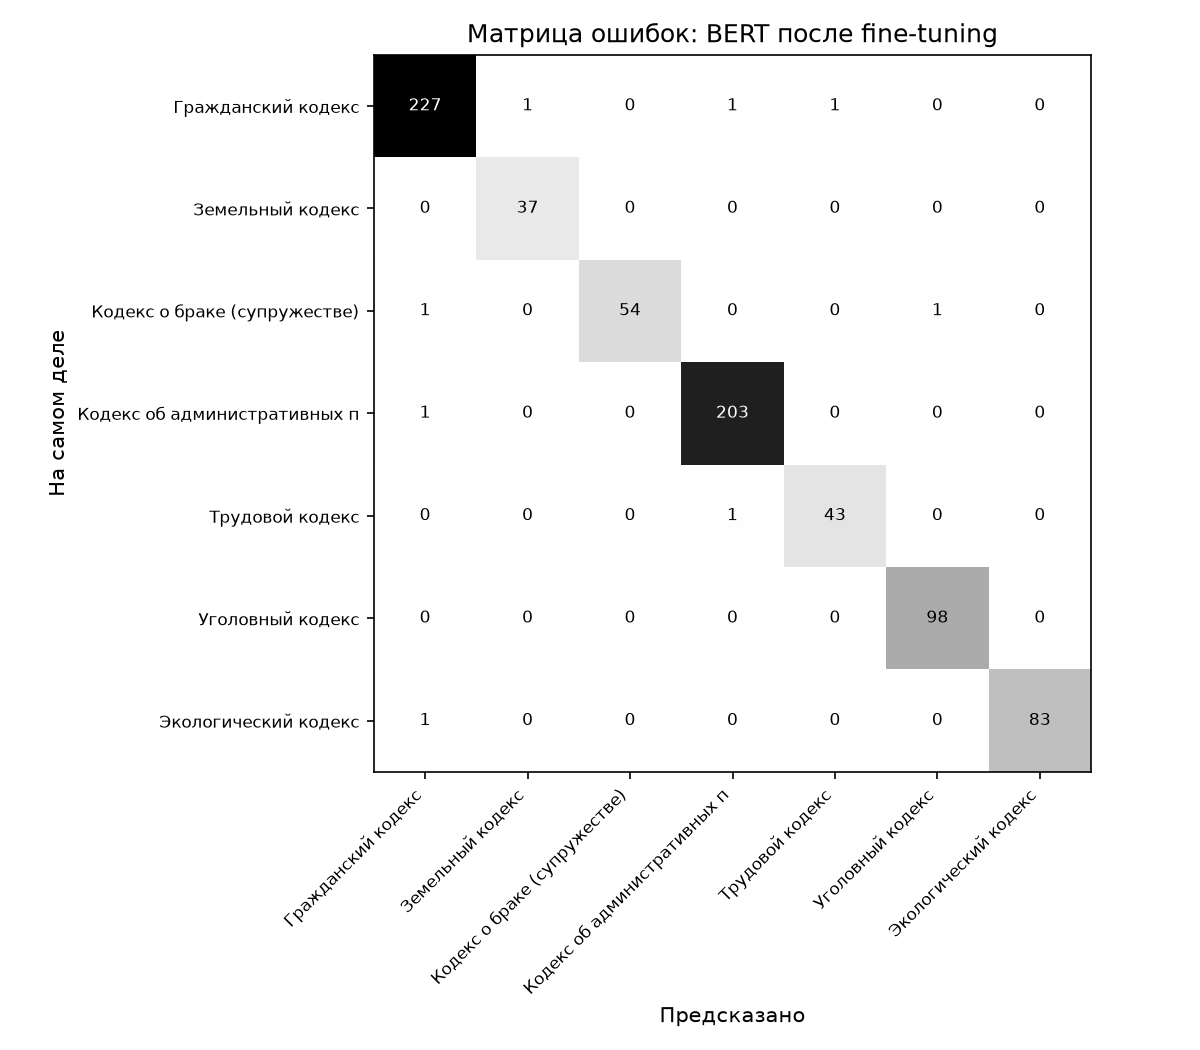 Матрица ошибок: BERT после fine-tuning
На самом деле
Гражданский кодекс 227 1 0 1 1 0 0
Земельный кодекс 0 37 0 0 0 0 0
Кодекс о браке (супружестве) 1 0 54 0 0 1 0
Кодекс об административных п 1 0 0 203 0 0 0
Трудовой кодекс 0 0 0 1 43 0 0
Уголовный кодекс 0 0 0 0 0 98 0
Экологический кодекс 1 0 0 0 0 0 83
Гражданский кодекс
Земельный кодекс
Кодекс о браке (супружестве)
Кодекс об административных п
Трудовой кодекс
Уголовный кодекс
Экологический кодекс
Предсказано